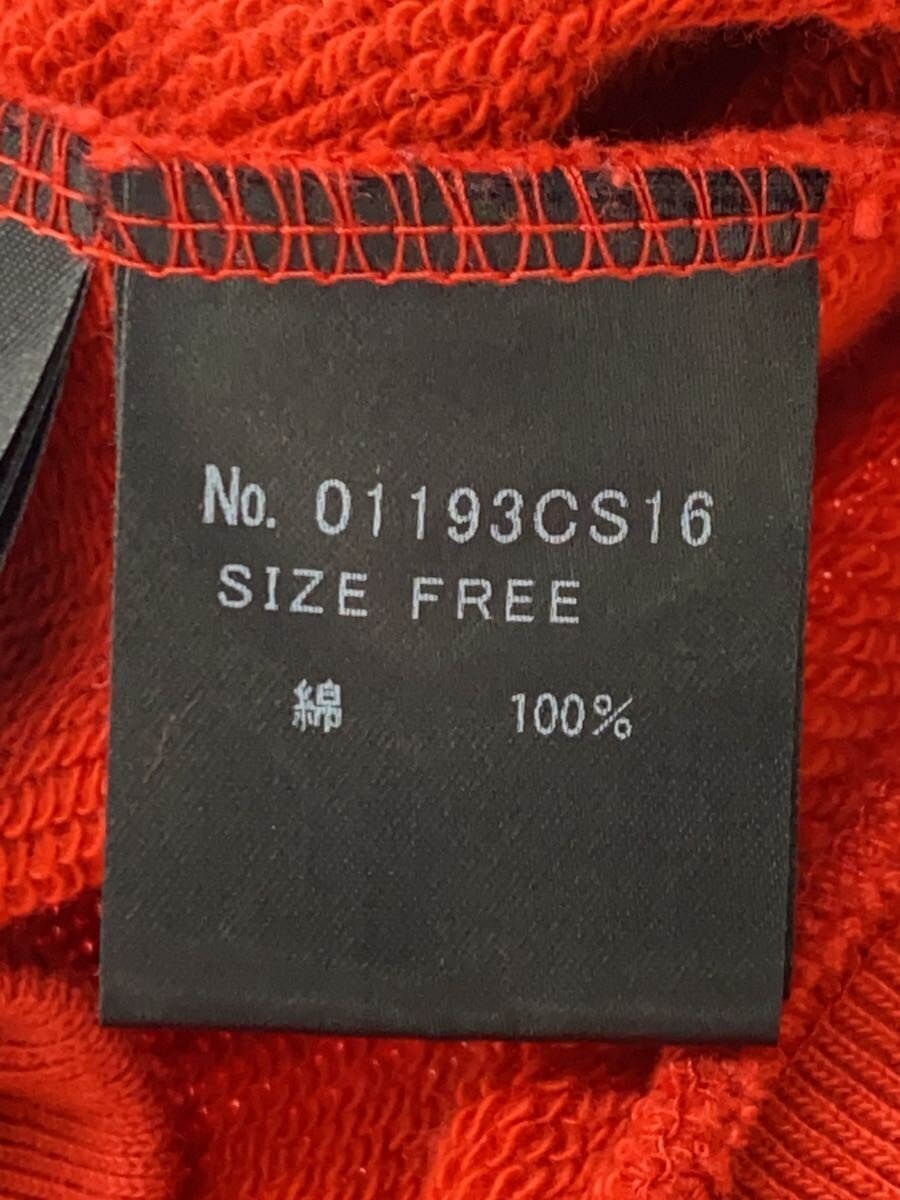 No. 01193CS16
SIZE FREE
綿 100%